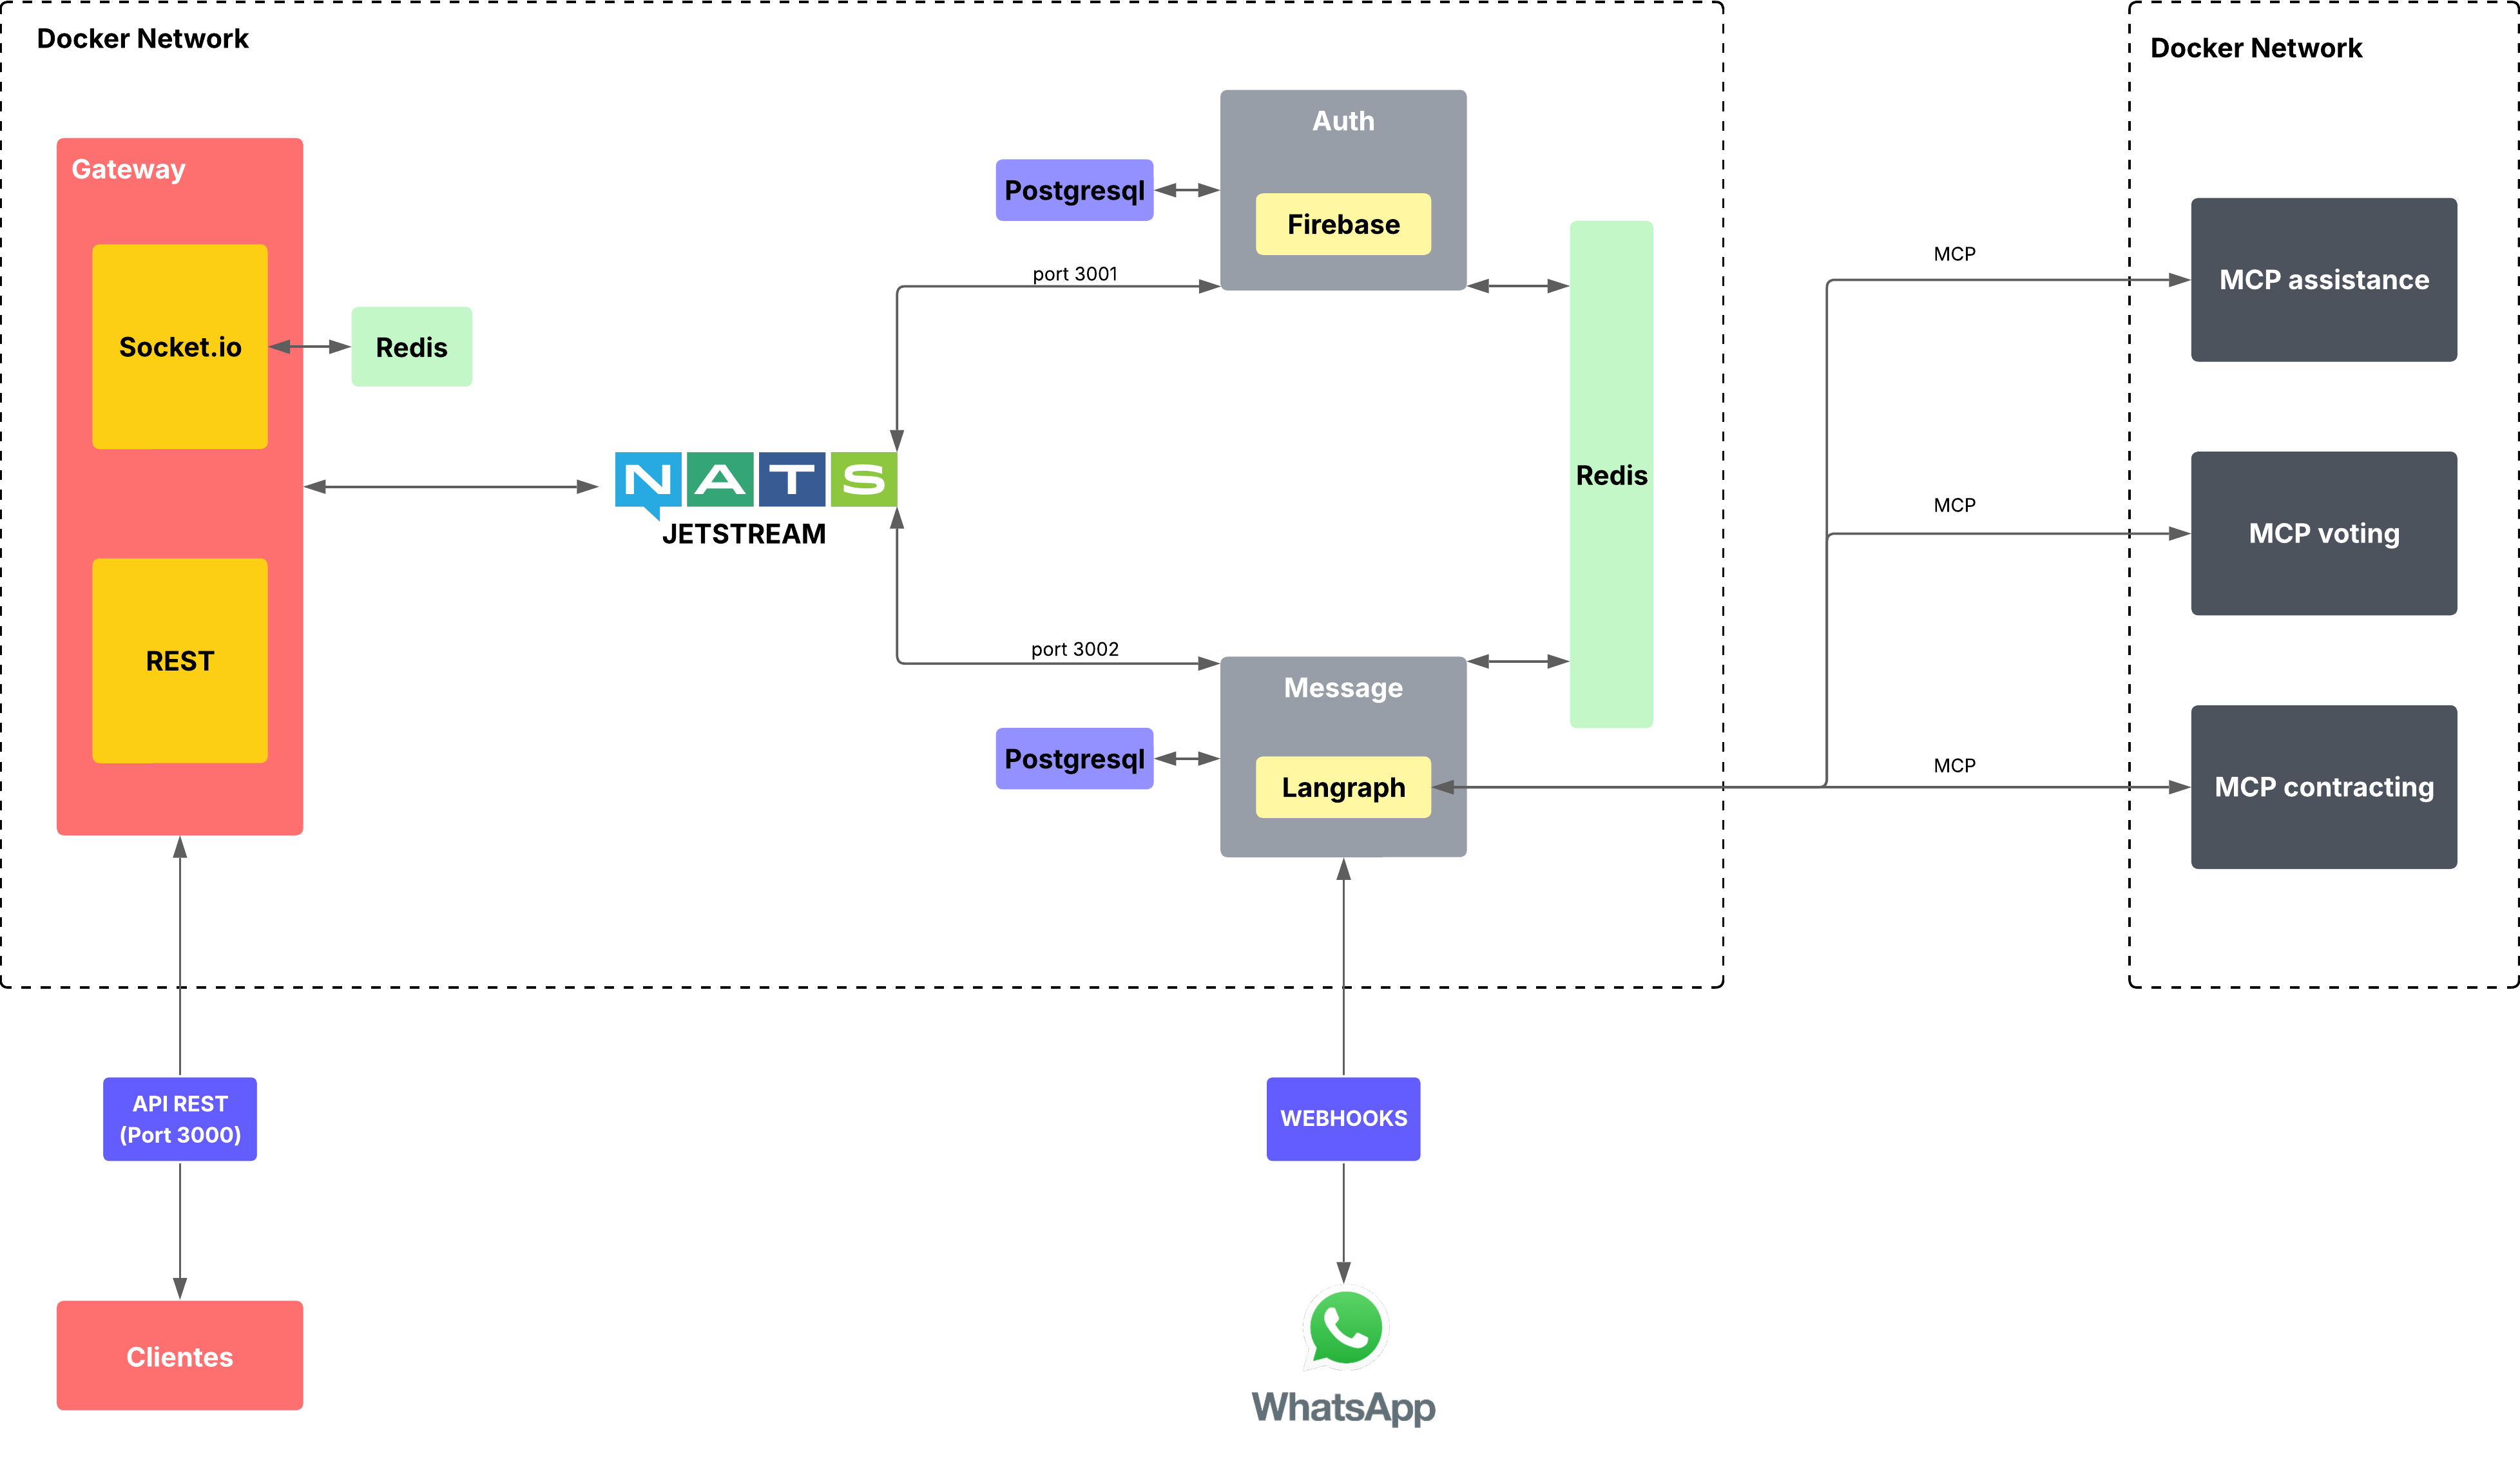 Docker Network
Docker Network
Gateway
Socket.io
Redis
REST
NATS
JETSTREAM
Auth
Postgresql
Firebase
port 3001
Redis
port 3002
Message
Postgresql
Langraph
MCP
MCP assistance
MCP
MCP voting
MCP
MCP contracting
API REST
(Port 3000)
WEBHOOKS
Clientes
WhatsApp